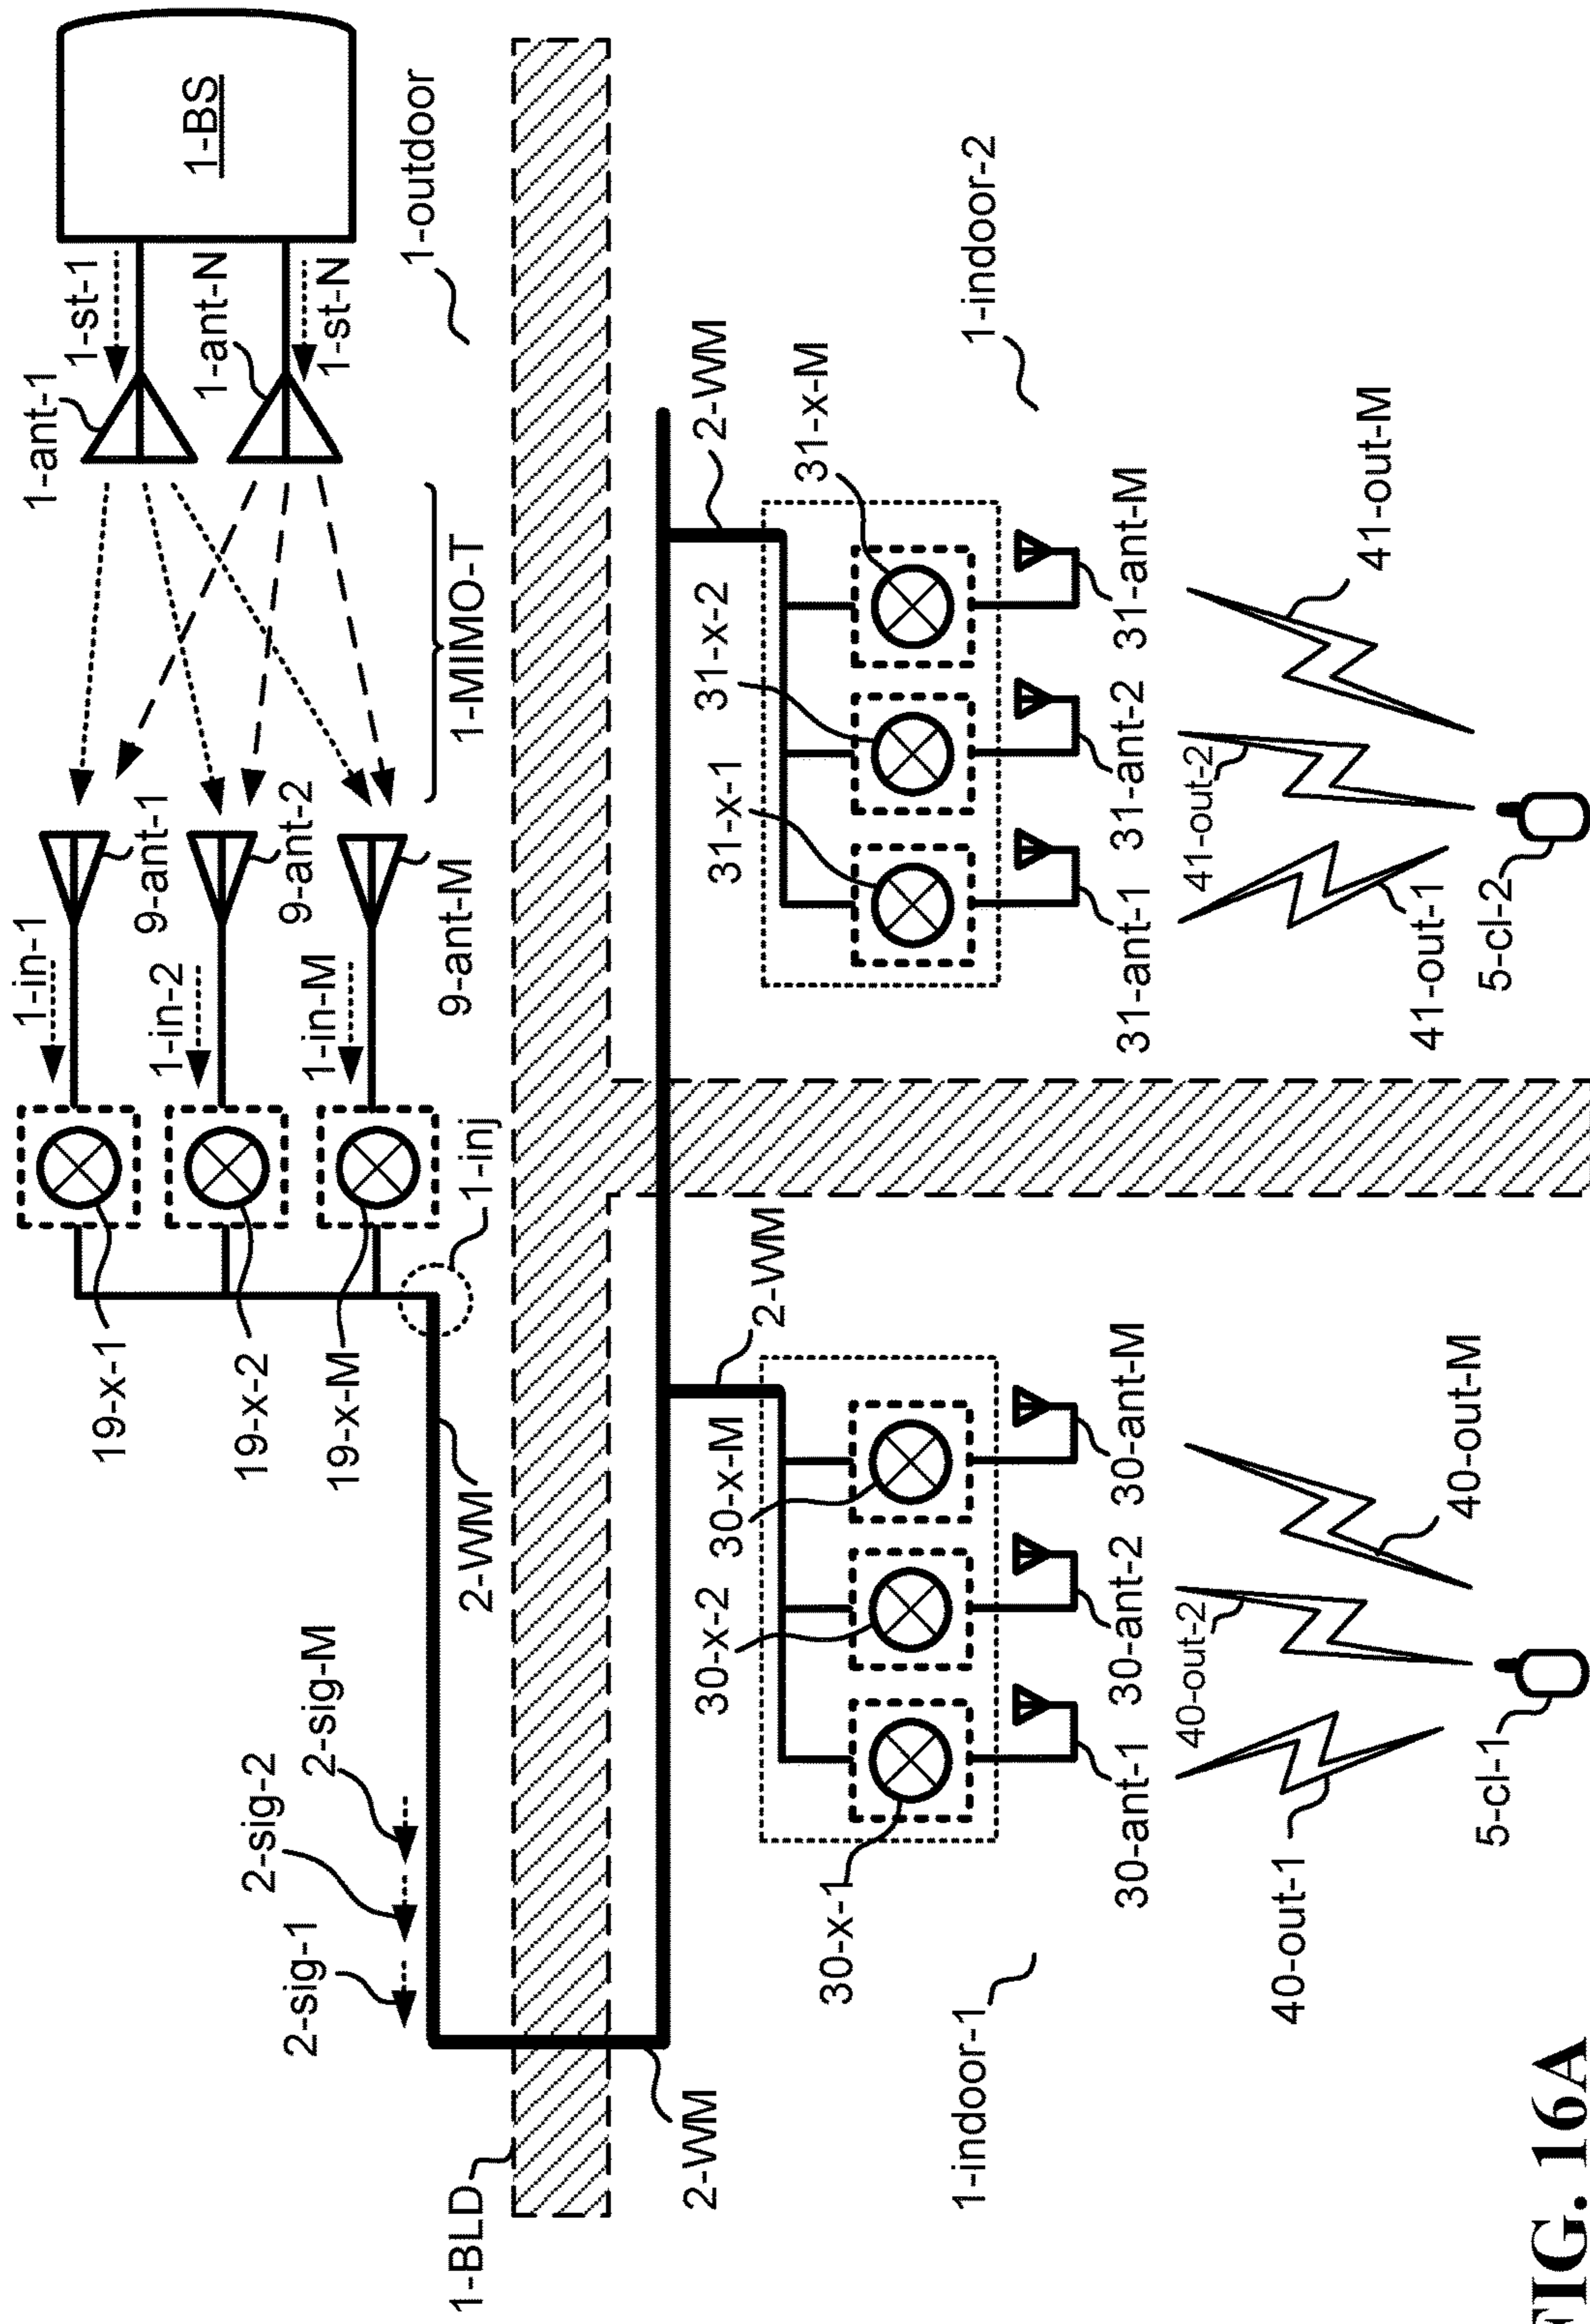 1-BS
1-outdoor
1-st-1
1-ant-N
1-st-N
1-ant-1
1-MIMO-T
9-ant-1
9-ant-2
9-ant-M
1-in-1
1-in-2
1-in-M
1-inj
19-x-1
19-x-2
19-x-M
2-WM
2-sig-M
2-sig-2
2-sig-1
1-BLD
2-WM
1-indoor-2
2-WM
31-x-M
31-x-2
31-x-1
31-ant-M
31-ant-2
31-ant-1
41-out-M
41-out-2
41-out-1
5-cl-2
2-WM
30-x-M
30-x-2
30-x-1
30-ant-M
30-ant-2
30-ant-1
40-out-M
40-out-2
40-out-1
5-cl-1
1-indoor-1
FIG. 16A